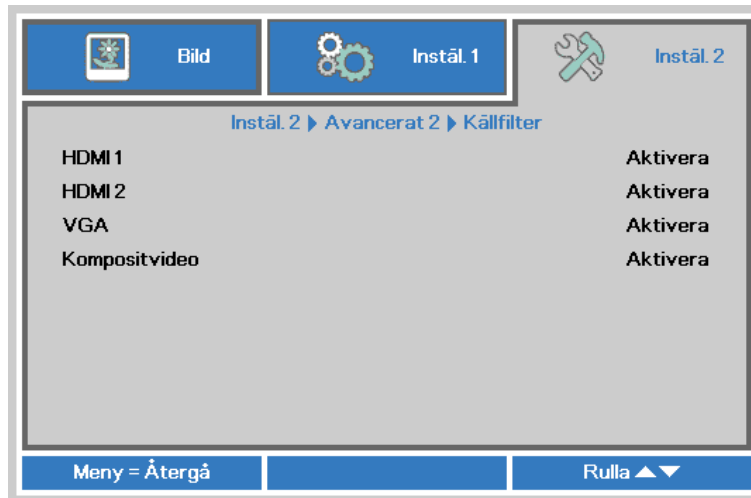 Bild
Instäl. 1
Instäl. 2
Instäl. 2 ▶ Avancerat 2 ▶ Källfilter
HDMI 1 Aktivera
HDMI 2 Aktivera
VGA Aktivera
Kompositvideo Aktivera
Meny = Återgå
Rulla ▲▼